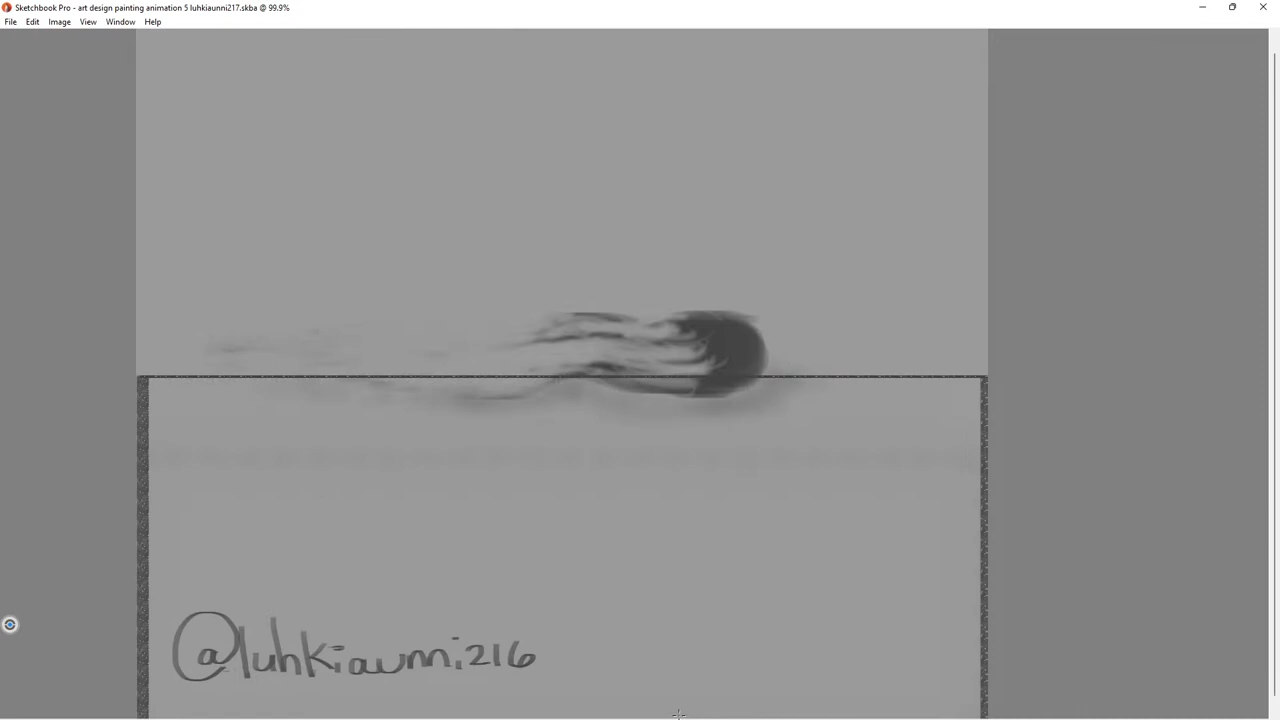 Sketchbook Pro - art design painting animation 5 luhkiaunni217.skba @ 99.9%
File Edit Image View Window Help
@luhkiaunni216